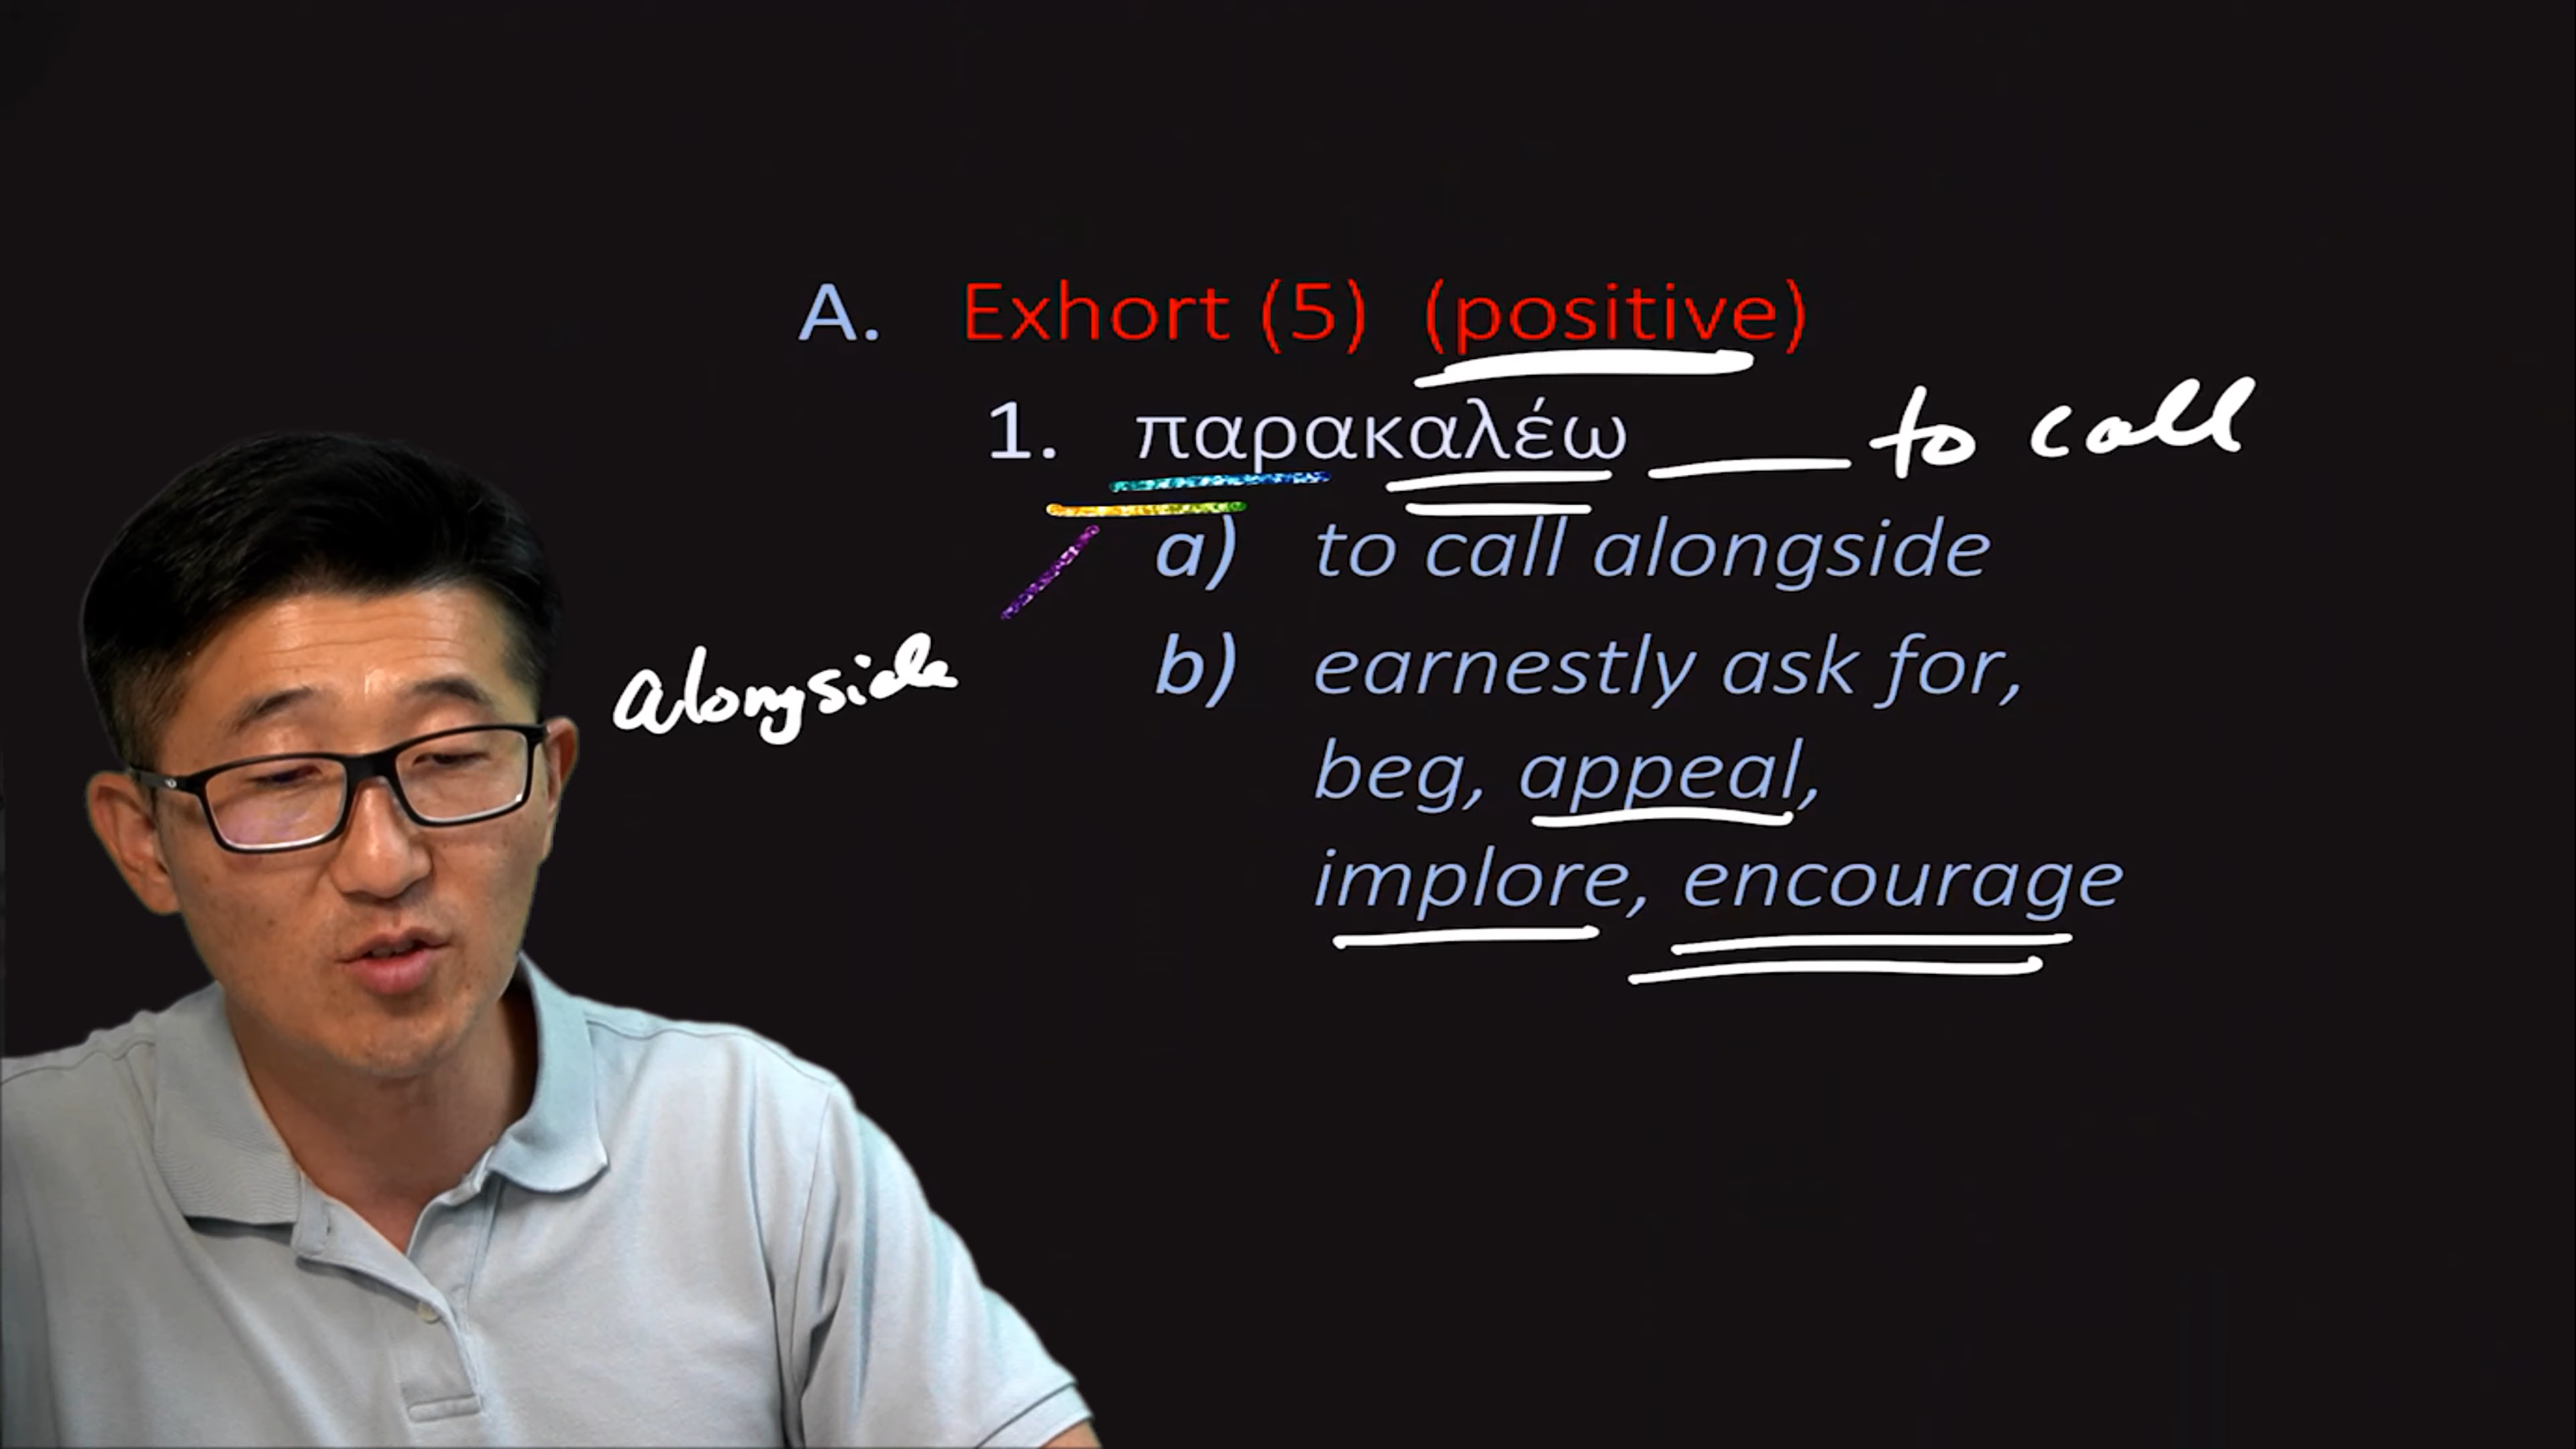 A. Exhort (5) (positive)
1. παρακαλέω to call
a) to call alongside
alongside
b) earnestly ask for,
beg, appeal,
implore, encourage